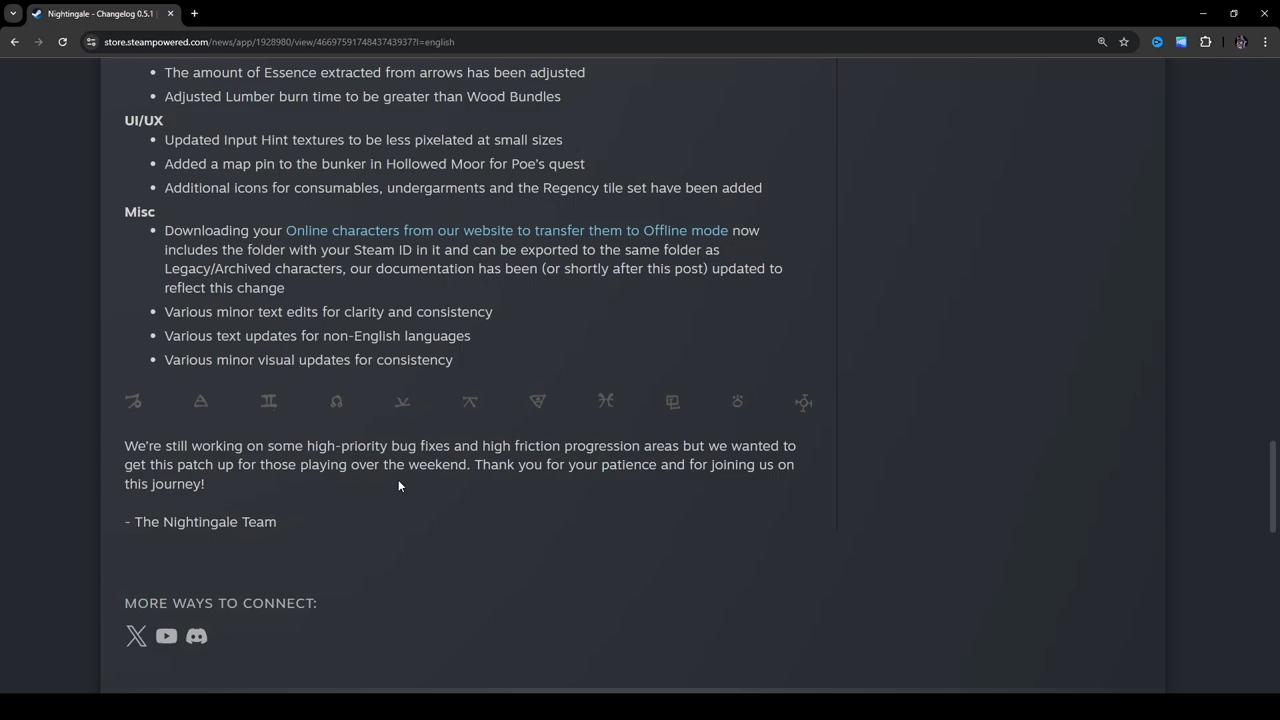 Nightingale - Changelog 0.5.1
store.steampowered.com/news/app/1928980/view/4669759174843743937?l=english
• The amount of Essence extracted from arrows has been adjusted
• Adjusted Lumber burn time to be greater than Wood Bundles
UI/UX
• Updated Input Hint textures to be less pixelated at small sizes
• Added a map pin to the bunker in Hollowed Moor for Poe's quest
• Additional icons for consumables, undergarments and the Regency tile set have been added
Misc
• Downloading your Online characters from our website to transfer them to Offline mode now
includes the folder with your Steam ID in it and can be exported to the same folder as
Legacy/Archived characters, our documentation has been (or shortly after this post) updated to
reflect this change
• Various minor text edits for clarity and consistency
• Various text updates for non-English languages
• Various minor visual updates for consistency
We're still working on some high-priority bug fixes and high friction progression areas but we wanted to
get this patch up for those playing over the weekend. Thank you for your patience and for joining us on
this journey!
- The Nightingale Team
MORE WAYS TO CONNECT: